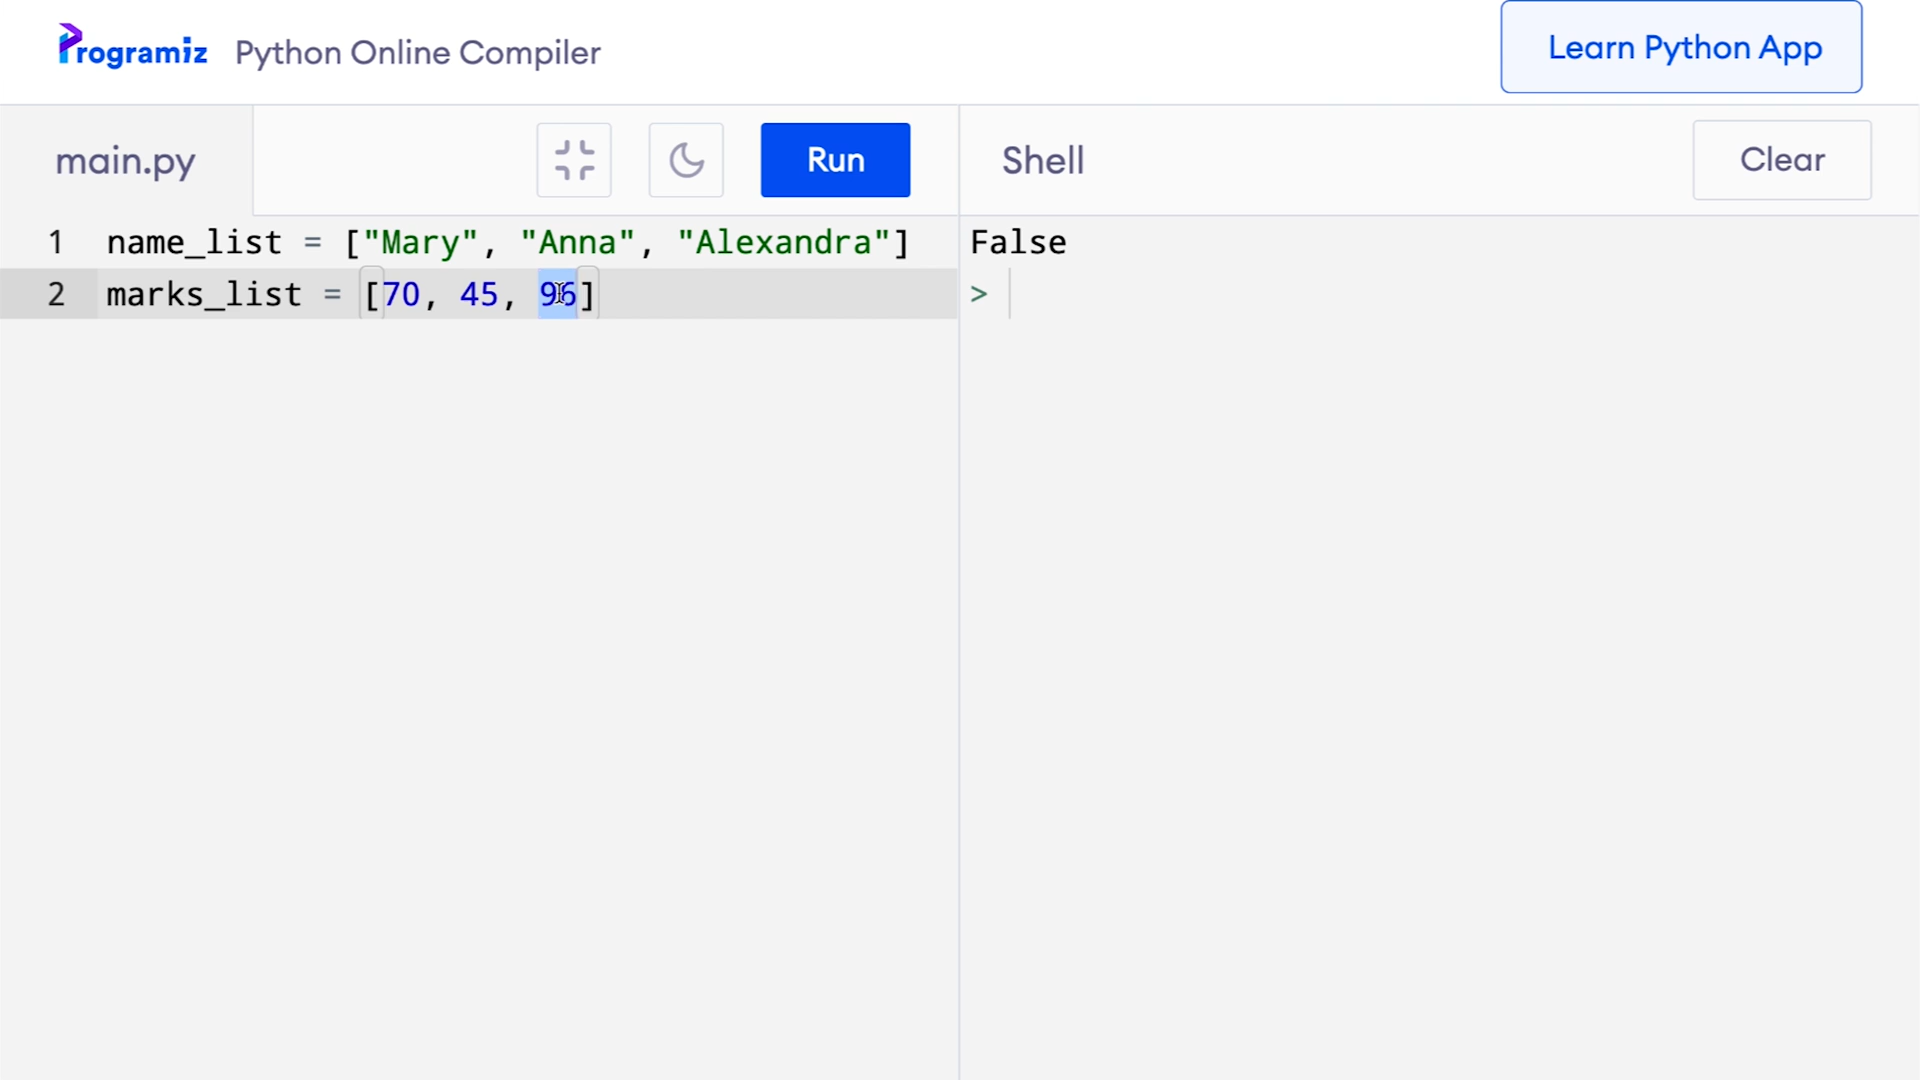 Programiz Python Online Compiler
Learn Python App
main.py
Run
Shell
Clear
1 name_list = ["Mary", "Anna", "Alexandra"]
2 marks_list = [70, 45, 96]
False
>